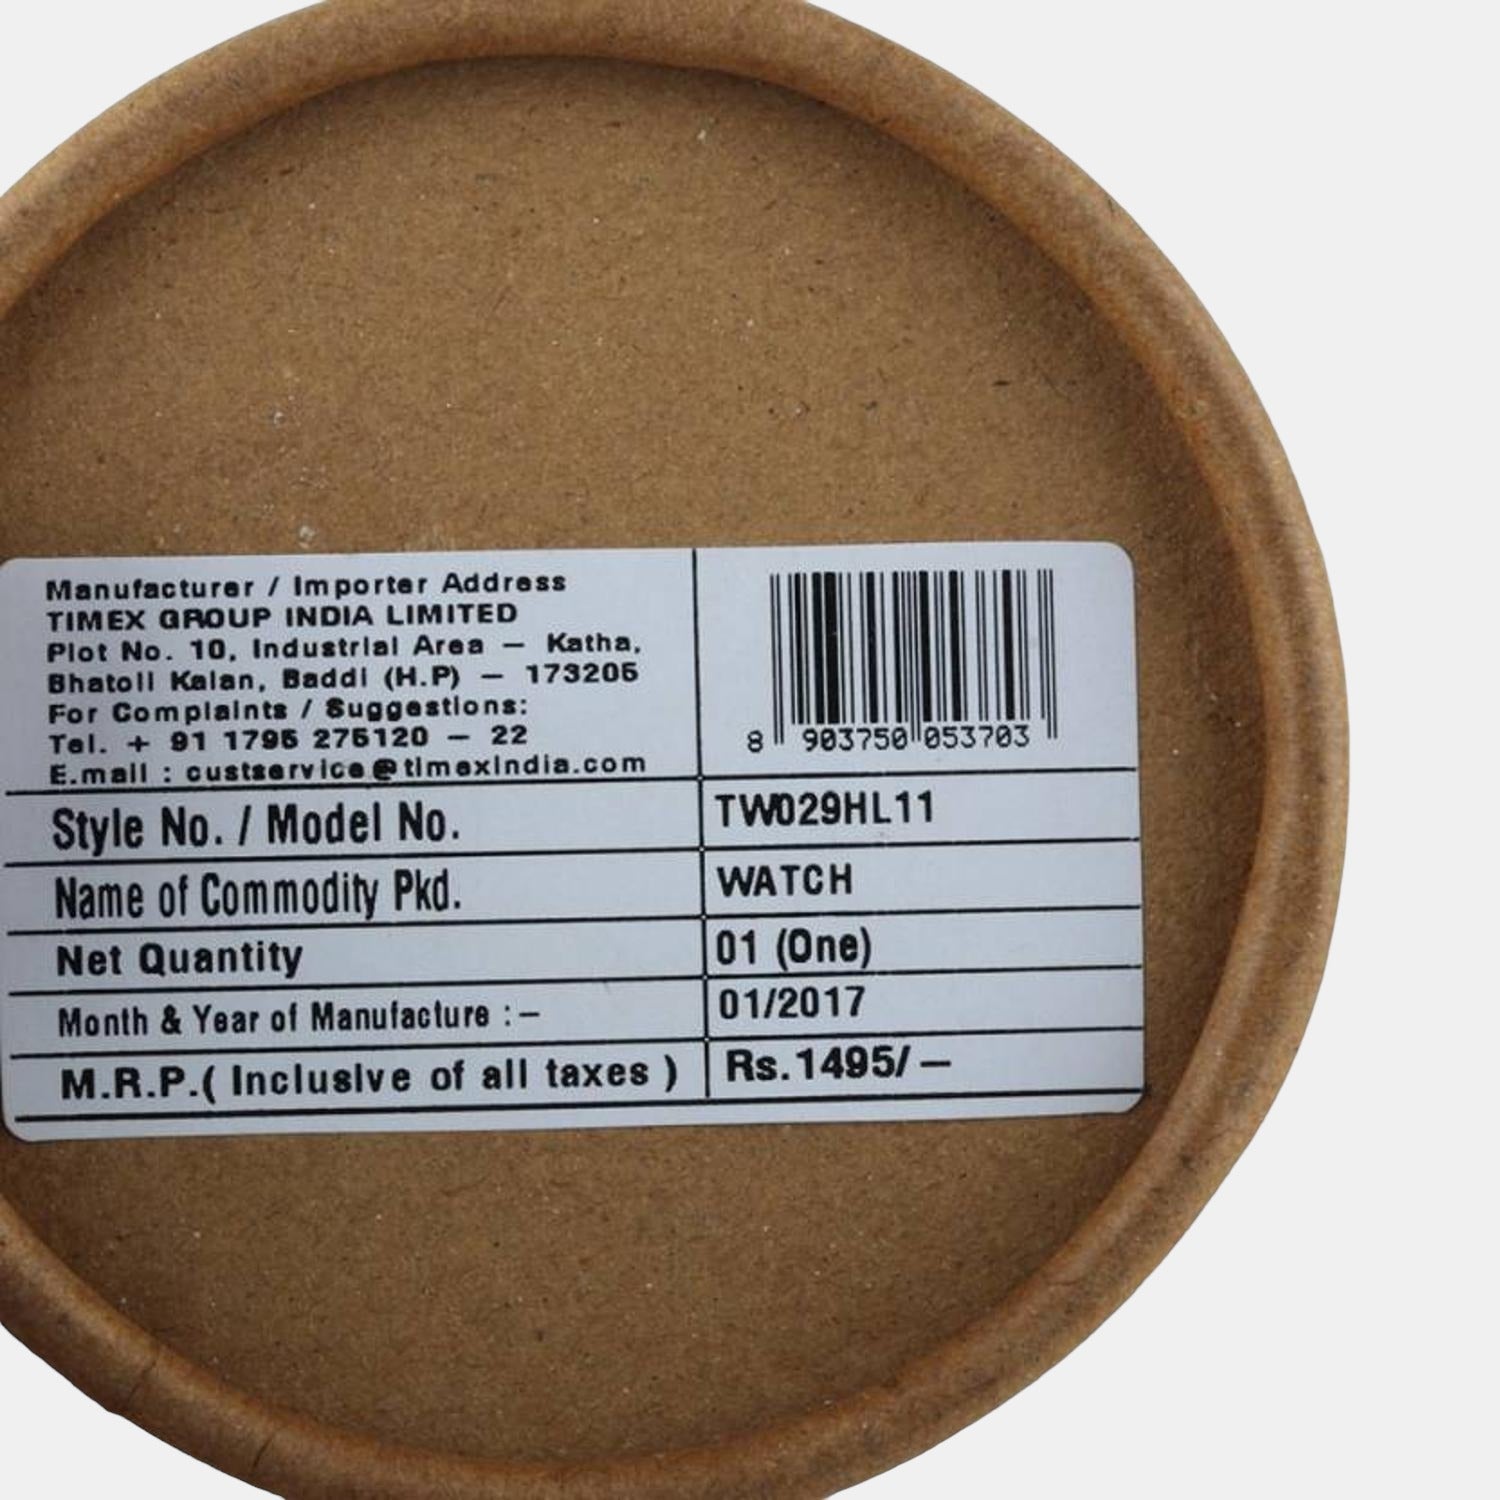 Manufacturer / Importer Address
TIMEX GROUP INDIA LIMITED
Plot No. 10, Industrial Area – Katha,
Bhatoli Kalan, Baddi (H.P) – 173205
For Complaints / Suggestions:
Tel. + 91 1795 275120 – 22
E.mail : custservice@timexindia.com
8 903750 053703
Style No. / Model No. TW029HL11
Name of Commodity Pkd. WATCH
Net Quantity 01 (One)
Month & Year of Manufacture :– 01/2017
M.R.P.( Inclusive of all taxes ) Rs.1495/–